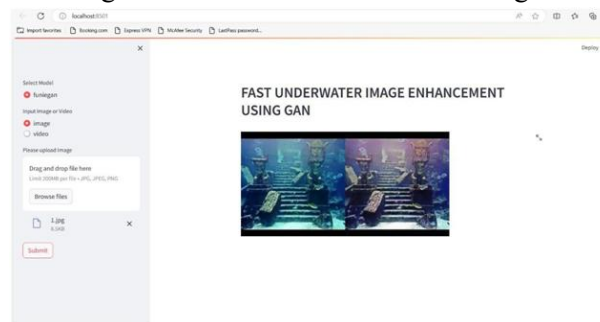 localhost:8501
Import favorites
Booking.com
Express VPN
McAfee Security
LastPass password...
Deploy
Select Model
funiegan
Input Image or Video
image
video
Please upload Image
Drag and drop file here
Limit 200MB per file • JPG, JPEG, PNG
Browse files
1.jpg
Submit
FAST UNDERWATER IMAGE ENHANCEMENT
USING GAN